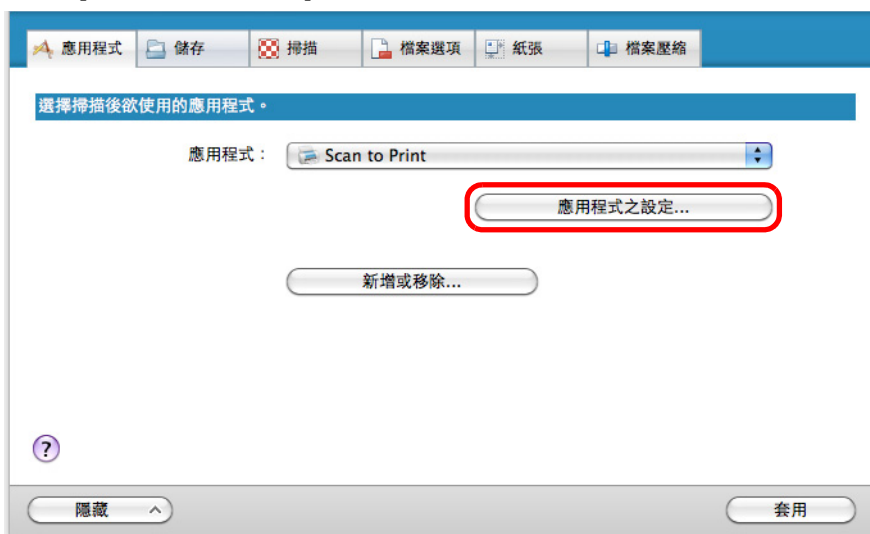 應用程式 儲存 掃描 檔案選項 紙張 檔案壓縮
選擇掃描後欲使用的應用程式。
應用程式： Scan to Print
應用程式之設定...
新增或移除...
?
隱藏 套用